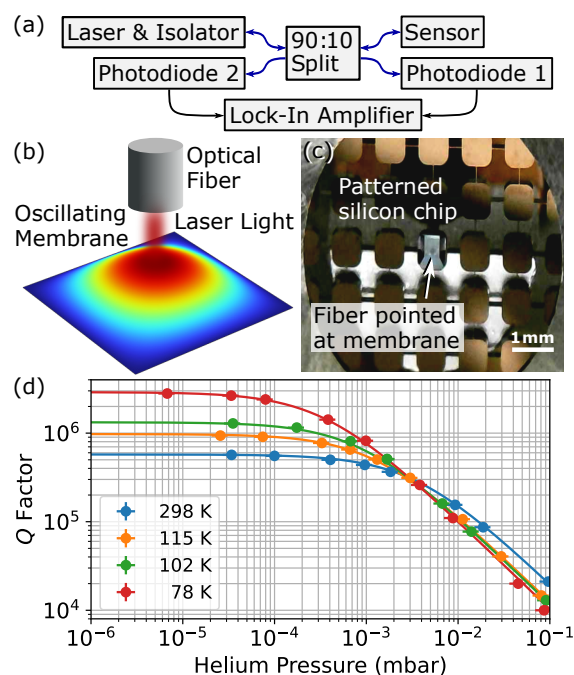 (a)
Laser & Isolator
90:10
Split
Sensor
Photodiode 2
Photodiode 1
Lock-In Amplifier
(b)
Optical
Fiber
Oscillating
Membrane
Laser Light
(c)
Patterned
silicon chip
Fiber pointed
at membrane
1mm
(d)
Q Factor
10^6
10^5
10^4
298 K
115 K
102 K
78 K
10^-6
10^-5
10^-4
10^-3
10^-2
10^-1
Helium Pressure (mbar)